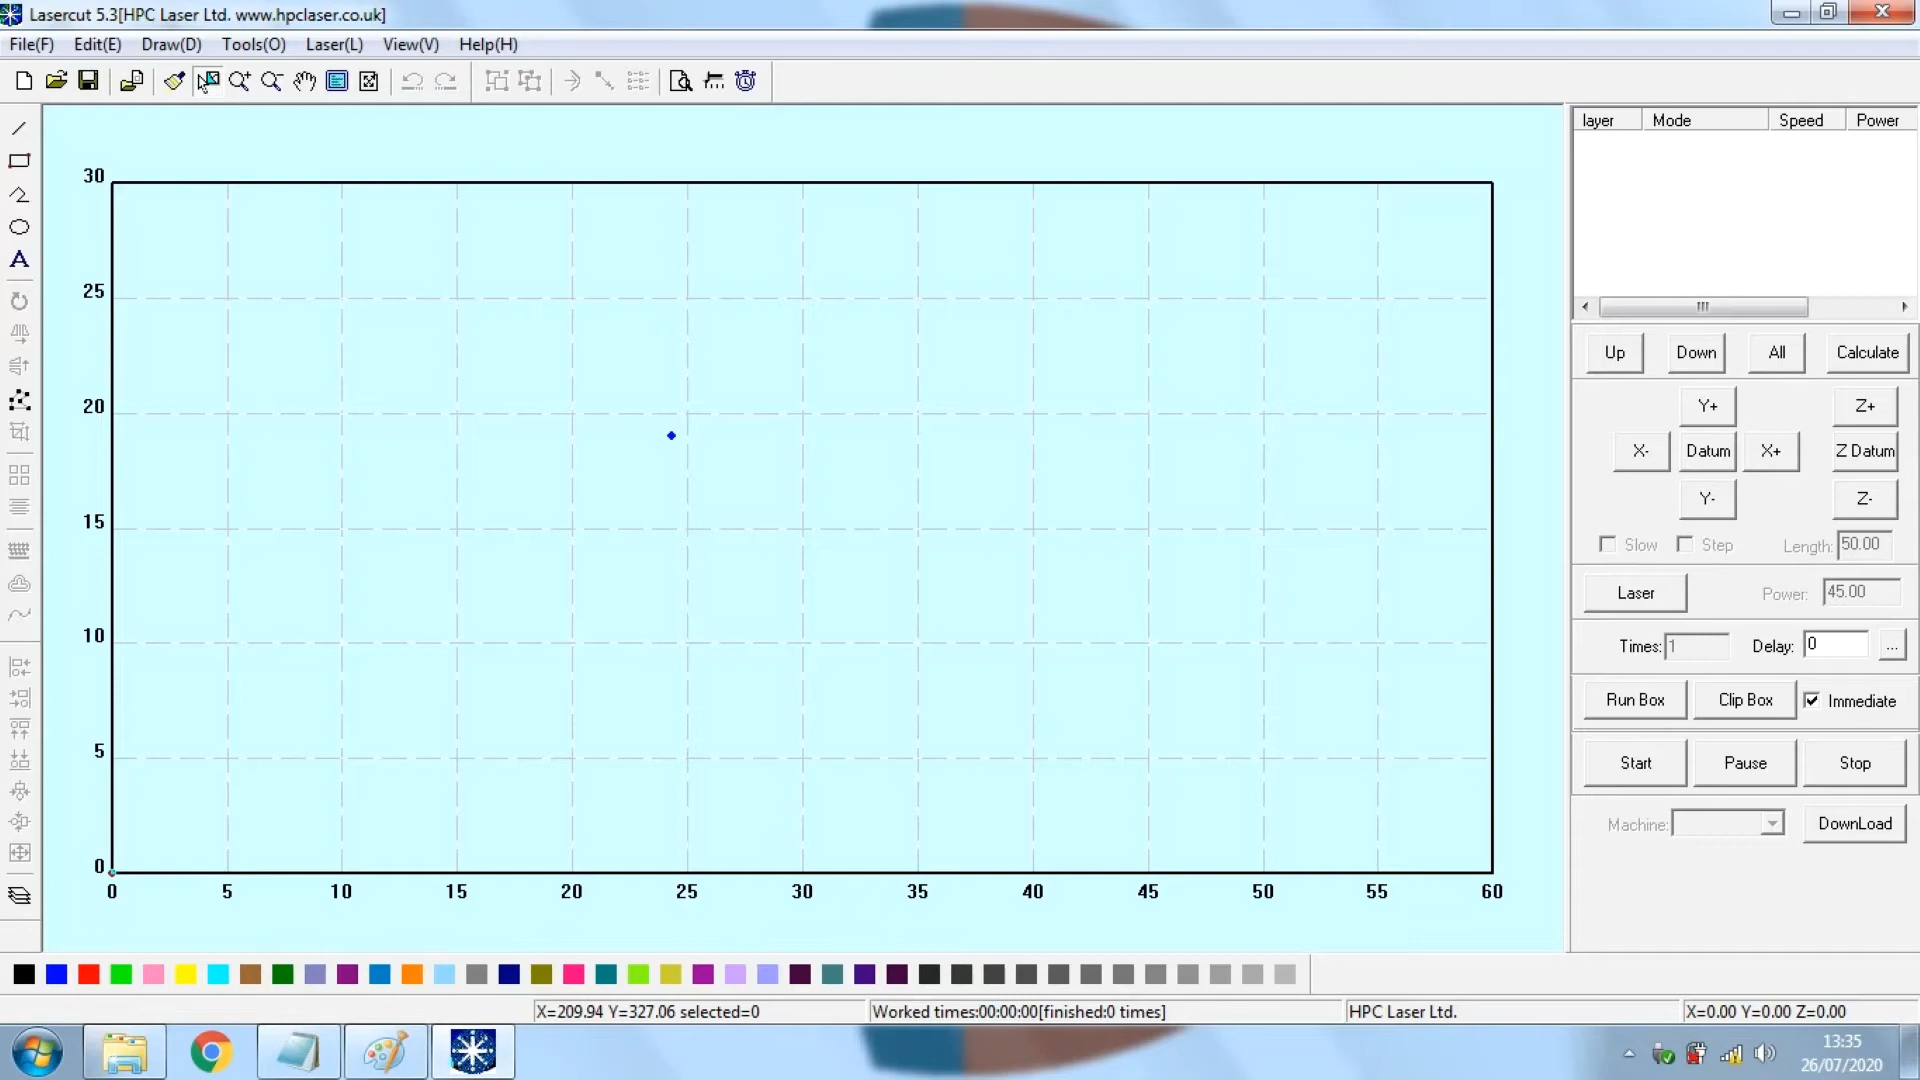 Lasercut 5.3[HPC Laser Ltd. www.hpclaser.co.uk]
File(F) Edit(E) Draw(D) Tools(O) Laser(L) View(V) Help(H)
layer Mode Speed Power
30
25
20
15
10
5
0
0 5 10 15 20 25 30 35 40 45 50 55 60
Up Down All Calculate
Y+ Z+
X- Datum X+ Z Datum
Y- Z-
Slow Step Length: 50.00
Laser Power: 45.00
Times: 1 Delay: 0 ...
Run Box Clip Box Immediate
Start Pause Stop
Machine: DownLoad
X=209.94 Y=327.06 selected=0 Worked times:00:00:00[finished:0 times] HPC Laser Ltd. X=0.00 Y=0.00 Z=0.00
13:35
26/07/2020